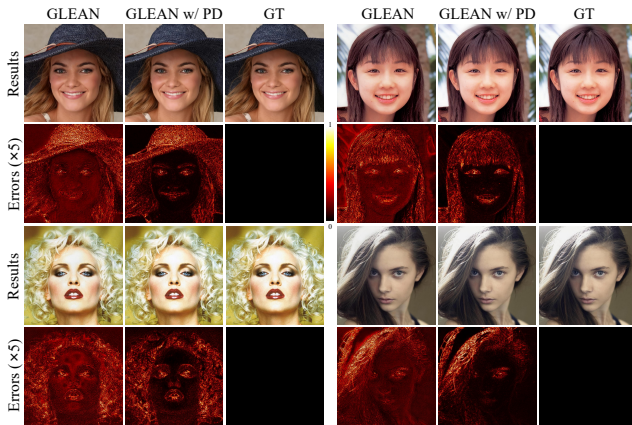 GLEAN GLEAN w/ PD GT GLEAN GLEAN w/ PD GT
Results
Errors (×5)
1
0
Results
Errors (×5)